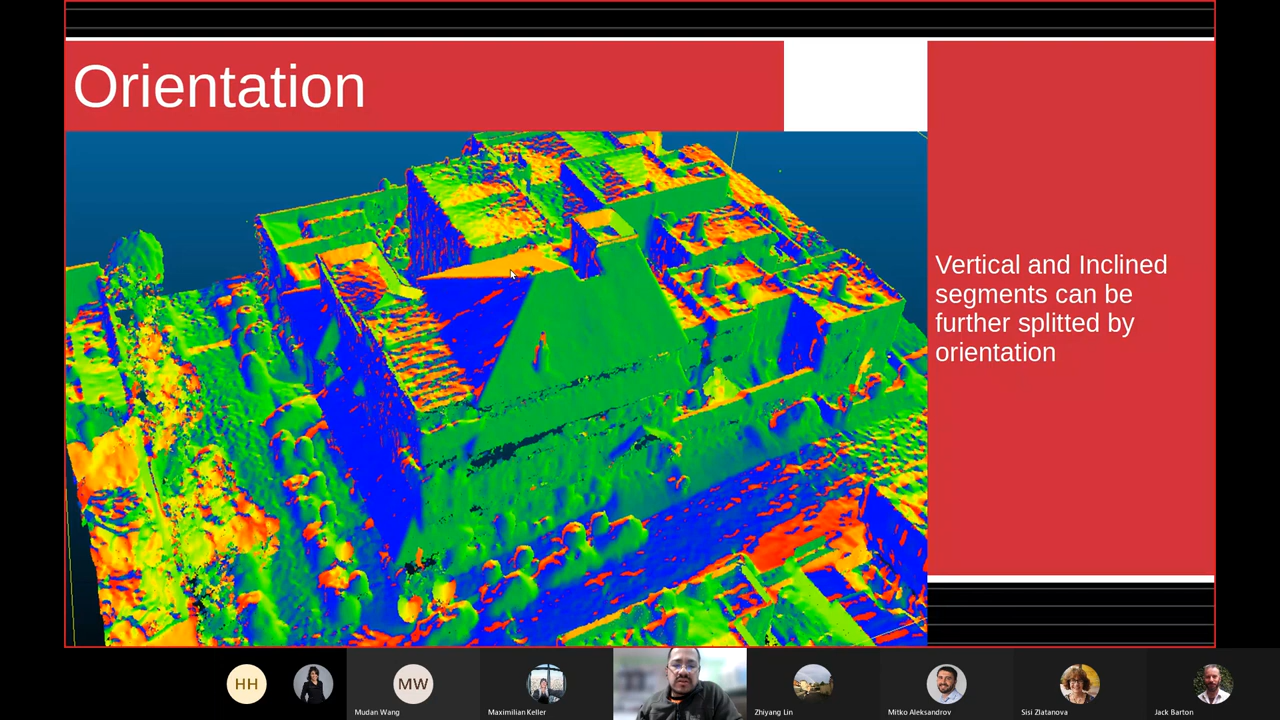 Orientation
Vertical and Inclined
segments can be
further splitted by
orientation
HH
MW
Mudan Wang
Maximilian Keller
Zhiyang Lin
Mitko Aleksandrov
Sisi Zlatanova
Jack Barton